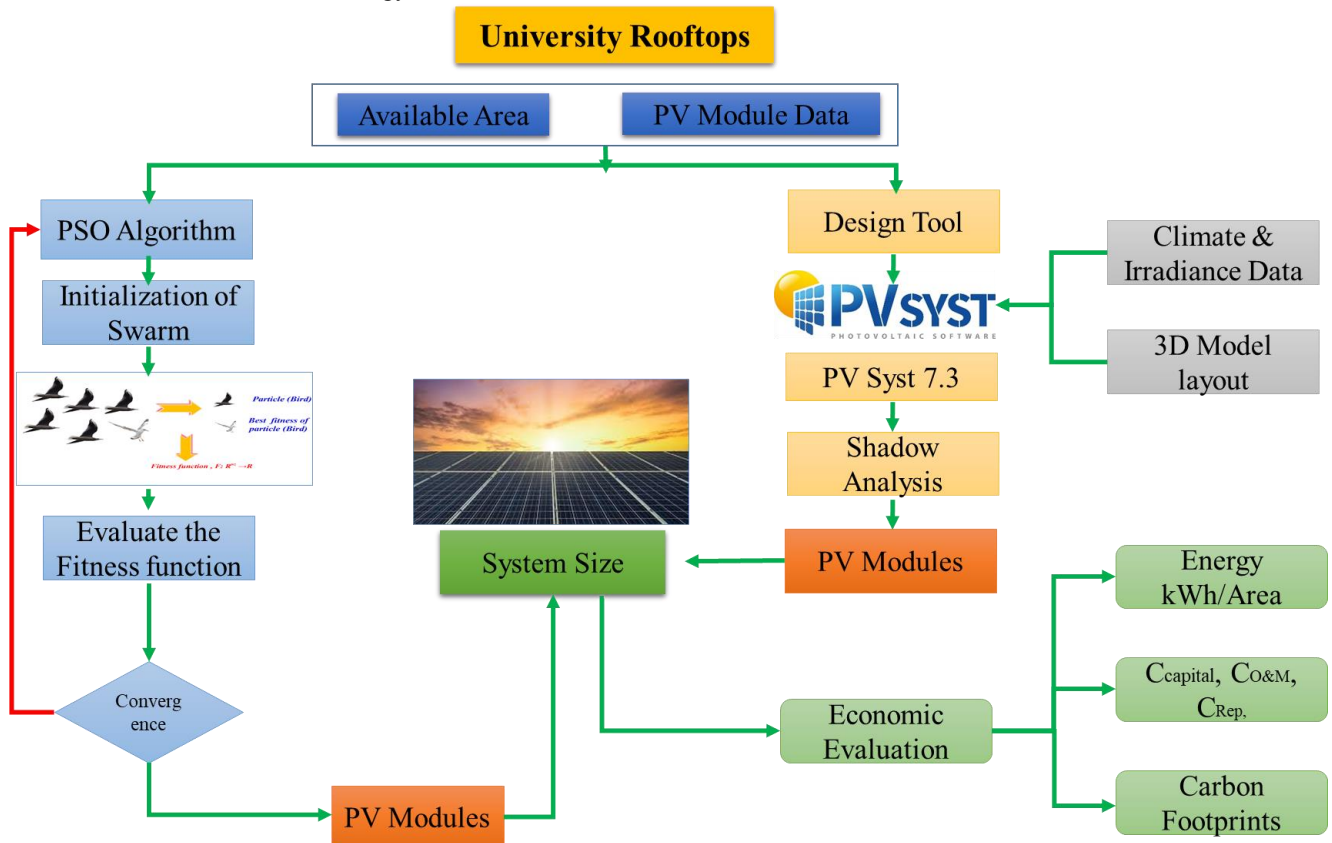 University Rooftops
Available Area
PV Module Data
PSO Algorithm
Initialization of
Swarm
Particle (Bird)
Best fitness of
particle (Bird)
Evaluate the
Fitness function
Converg
ence
PV Modules
Design Tool
PVSYST
PHOTOVOLTAIC SOFTWARE
Climate &
Irradiance Data
3D Model
layout
PV Syst 7.3
Shadow
Analysis
PV Modules
System Size
Economic
Evaluation
Energy
kWh/Area
Ccapital, CO&M,
CRep,
Carbon
Footprints